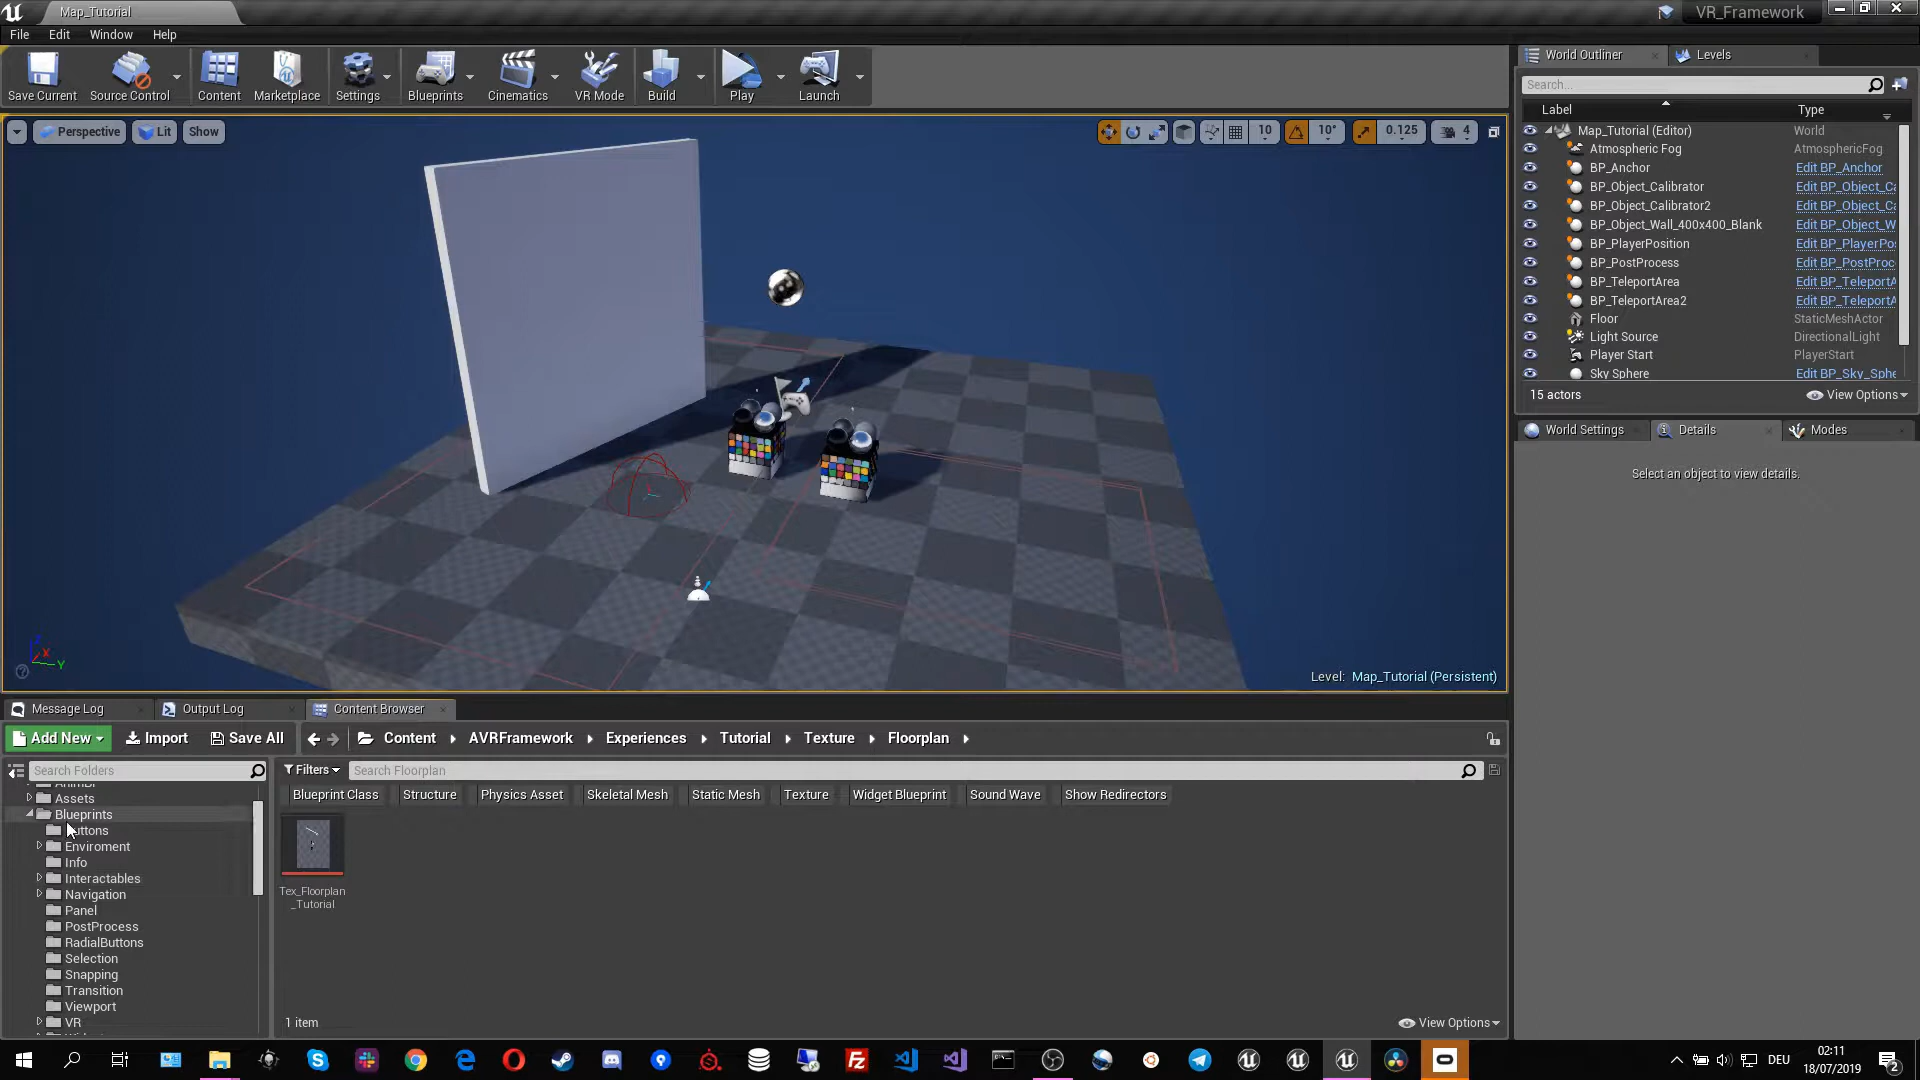 Map_Tutorial
VR_Framework
File Edit Window Help
Save Current
Source Control
Content
Marketplace
Settings
Blueprints
Cinematics
VR Mode
Build
Play
Launch
Perspective
Lit
Show
10
10°
0.125
4
Level: Map_Tutorial (Persistent)
World Outliner
Levels
Search...
Label Type
Map_Tutorial (Editor) World
Atmospheric Fog AtmosphericFog
BP_Anchor Edit BP_Anchor
BP_Object_Calibrator Edit BP_Object_Ca
BP_Object_Calibrator2 Edit BP_Object_Ca
BP_Object_Wall_400x400_Blank Edit BP_Object_W
BP_PlayerPosition Edit BP_PlayerPos
BP_PostProcess Edit BP_PostProc
BP_TeleportArea Edit BP_TeleportA
BP_TeleportArea2 Edit BP_TeleportA
Floor StaticMeshActor
Light Source DirectionalLight
Player Start PlayerStart
Sky Sphere Edit BP_Sky_Sphe
15 actors
View Options
World Settings
Details
Modes
Select an object to view details.
Message Log
Output Log
Content Browser
Add New
Import
Save All
Content
AVRFramework
Experiences
Tutorial
Texture
Floorplan
Search Folders
Assets
Blueprints
uttons
Enviroment
Info
Interactables
Navigation
Panel
PostProcess
RadialButtons
Selection
Snapping
Transition
Viewport
VR
Filters
Search Floorplan
Blueprint Class
Structure
Physics Asset
Skeletal Mesh
Static Mesh
Texture
Widget Blueprint
Sound Wave
Show Redirectors
Tex_Floorplan
_Tutorial
1 item
View Options
DEU
02:11
18/07/2019
2